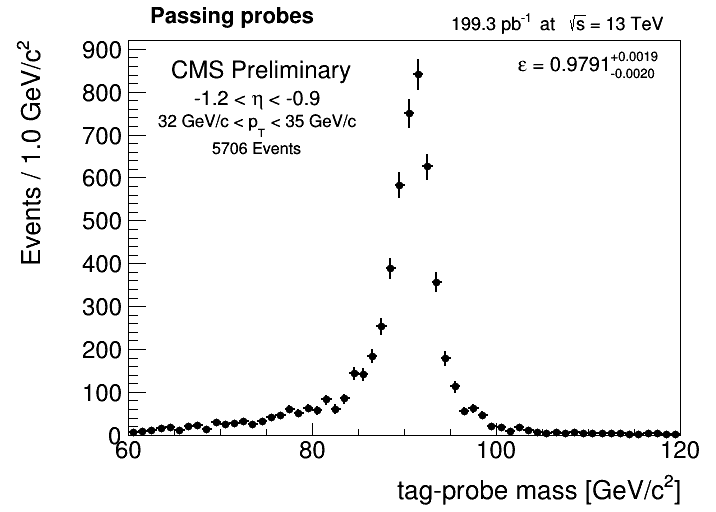 Passing probes
199.3 pb⁻¹ at √s = 13 TeV
CMS Preliminary
ε = 0.9791 +0.0019 -0.0020
-1.2 < η < -0.9
32 GeV/c < p_T < 35 GeV/c
5706 Events
Events / 1.0 GeV/c²
900
800
700
600
500
400
300
200
100
0
60 80 100 120
tag-probe mass [GeV/c²]